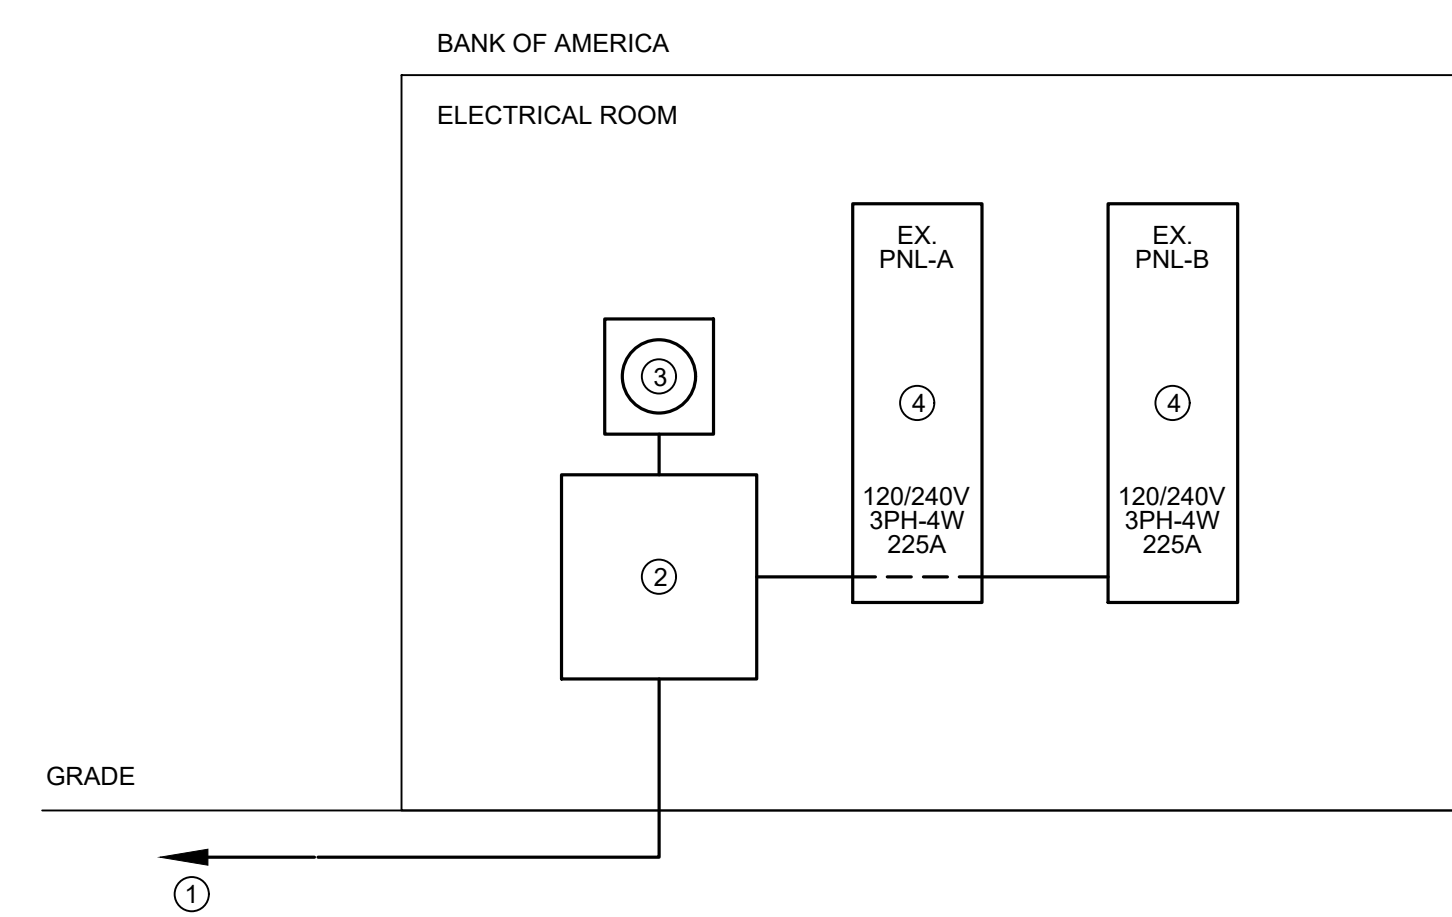 BANK OF AMERICA
ELECTRICAL ROOM
EX.
PNL-A
EX.
PNL-B
3
4
4
120/240V
3PH-4W
225A
120/240V
3PH-4W
225A
2
GRADE
1